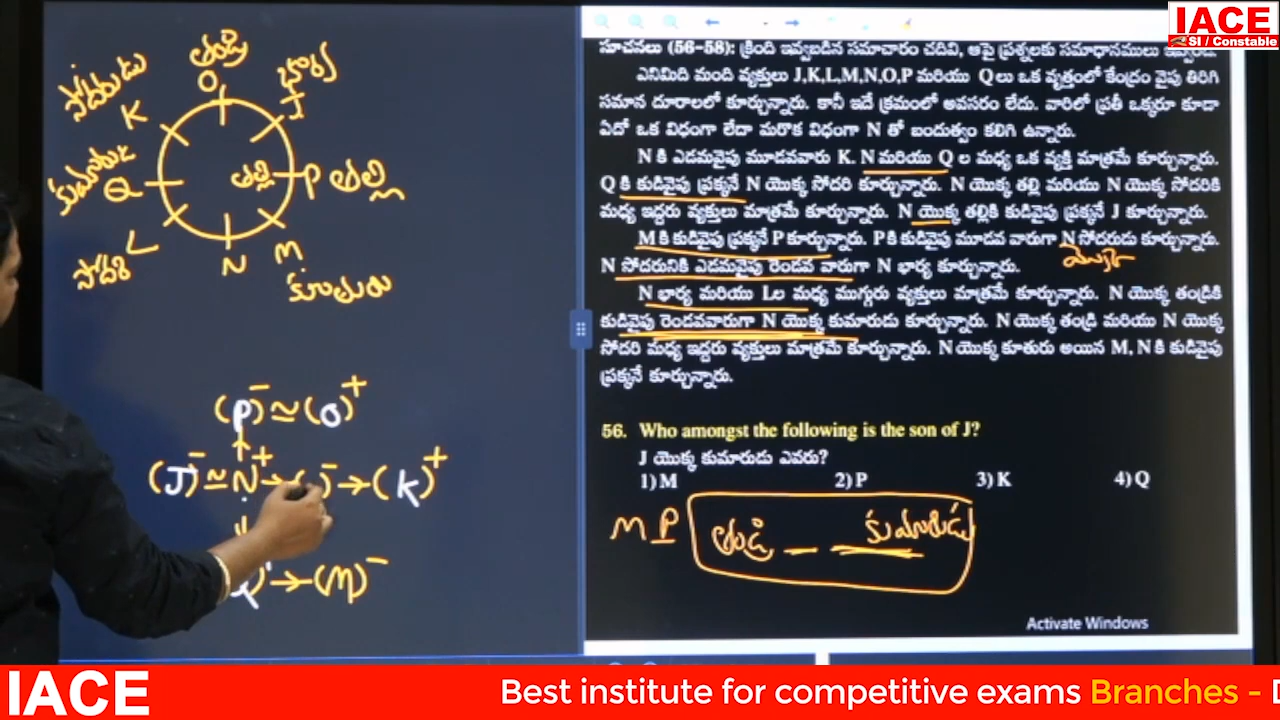 IACE
SI / Constable
సూచనలు (56-58): క్రింది ఇవ్వబడిన సమాచారం చదివి, ఆపై ప్రశ్నలకు సమాధానములు
ఎనిమిది మంది వ్యక్తులు J,K,L,M,N,O,P మరియు Q లు ఒక వృత్తంలో కేంద్రం వైపు తిరిగి
సమాన దూరాలలో కూర్చున్నారు. కానీ ఇదే క్రమంలో అవసరం లేదు. వారిలో ప్రతీ ఒక్కరూ కూడా
ఏదో ఒక విధంగా లేదా మరొక విధంగా N తో బంధుత్వం కలిగి ఉన్నారు.
N కి ఎడమవైపు మూడవవారు K. N మరియు Q ల మధ్య ఒక వ్యక్తి మాత్రమే కూర్చున్నారు.
Q కి కుడివైపు ప్రక్కనే N యొక్క సోదరి కూర్చున్నారు. N యొక్క తల్లి మరియు N యొక్క సోదరికి
మధ్య ఇద్దరు వ్యక్తులు మాత్రమే కూర్చున్నారు. N యొక్క తల్లికి కుడివైపు ప్రక్కనే J కూర్చున్నారు.
M కి కుడివైపు ప్రక్కనే P కూర్చున్నారు. P కి కుడివైపు మూడవ వారుగా N సోదరుడు కూర్చున్నారు.
యొక్క
N సోదరునికి ఎడమవైపు రెండవ వారుగా N భార్య కూర్చున్నారు.
N భార్య మరియు L ల మధ్య ముగ్గురు వ్యక్తులు మాత్రమే కూర్చున్నారు. N యొక్క తండ్రికి
కుడివైపు రెండవవారుగా N యొక్క కుమారుడు కూర్చున్నారు. N యొక్క తండ్రి మరియు N యొక్క
సోదరి మధ్య ఇద్దరు వ్యక్తులు మాత్రమే కూర్చున్నారు. N యొక్క కూతురు అయిన M, N కి కుడివైపు
ప్రక్కనే కూర్చున్నారు.
56. Who amongst the following is the son of J?
J యొక్క కుమారుడు ఎవరు?
1) M 2) P 3) K 4) Q
M P తండ్రి – కుమారుడు
Activate Windows
తండ్రి
O
భార్య
సోదరుడు
K
కుమారుడు
Q
తల్లి
P తల్లి
L
సోదరి
N
M
కూతురు
(P)⁻ ≃ (O)⁺
(J)⁻ ≃ N⁺ → ( )⁻ → (K)⁺
→ (M)⁻
IACE
Best institute for competitive exams Branches -